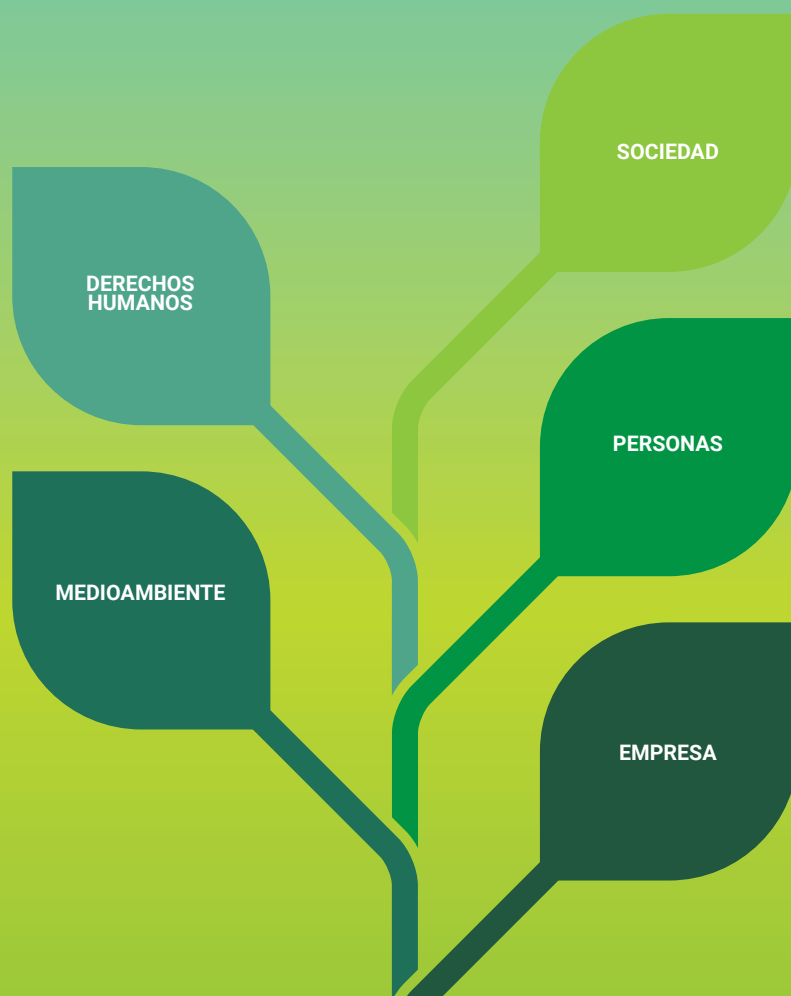 SOCIEDAD
DERECHOS
HUMANOS
PERSONAS
MEDIOAMBIENTE
EMPRESA